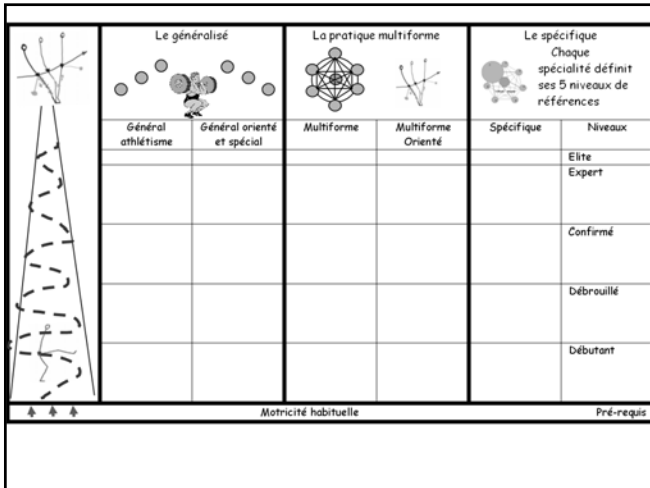 Le généralisé
La pratique multiforme
Le spécifique
Chaque
spécialité définit
ses 5 niveaux de
références
Général
athlétisme
Général orienté
et spécial
Multiforme
Multiforme
Orienté
Spécifique
Niveaux
Elite
Expert
Confirmé
Débrouillé
Débutant
Motricité habituelle
Pré-requis